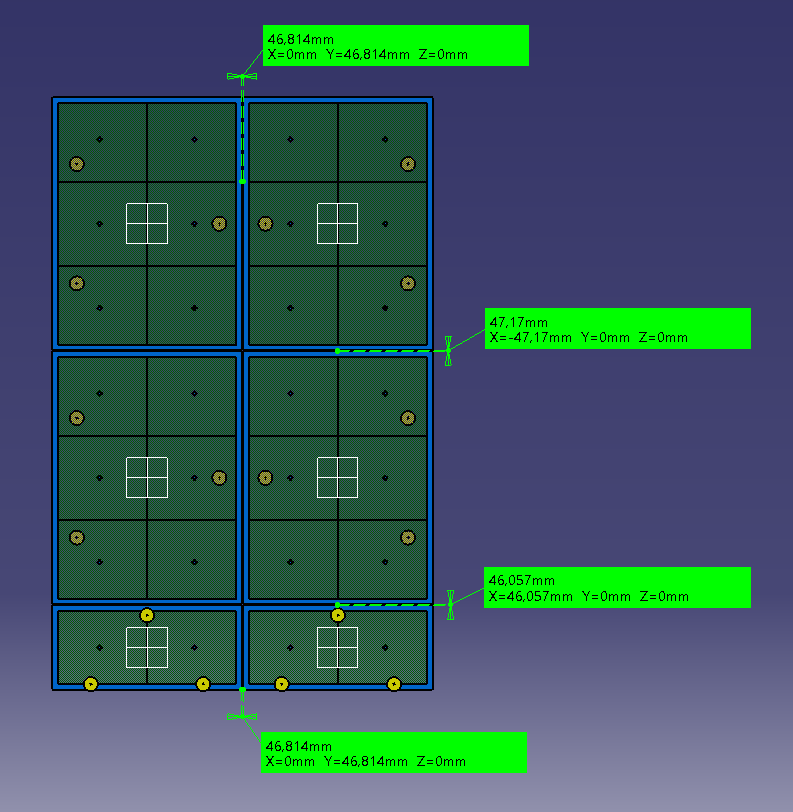 46,814mm
X=0mm Y=46,814mm Z=0mm
47,17mm
X=-47,17mm Y=0mm Z=0mm
46,057mm
X=46,057mm Y=0mm Z=0mm
46,814mm
X=0mm Y=46,814mm Z=0mm